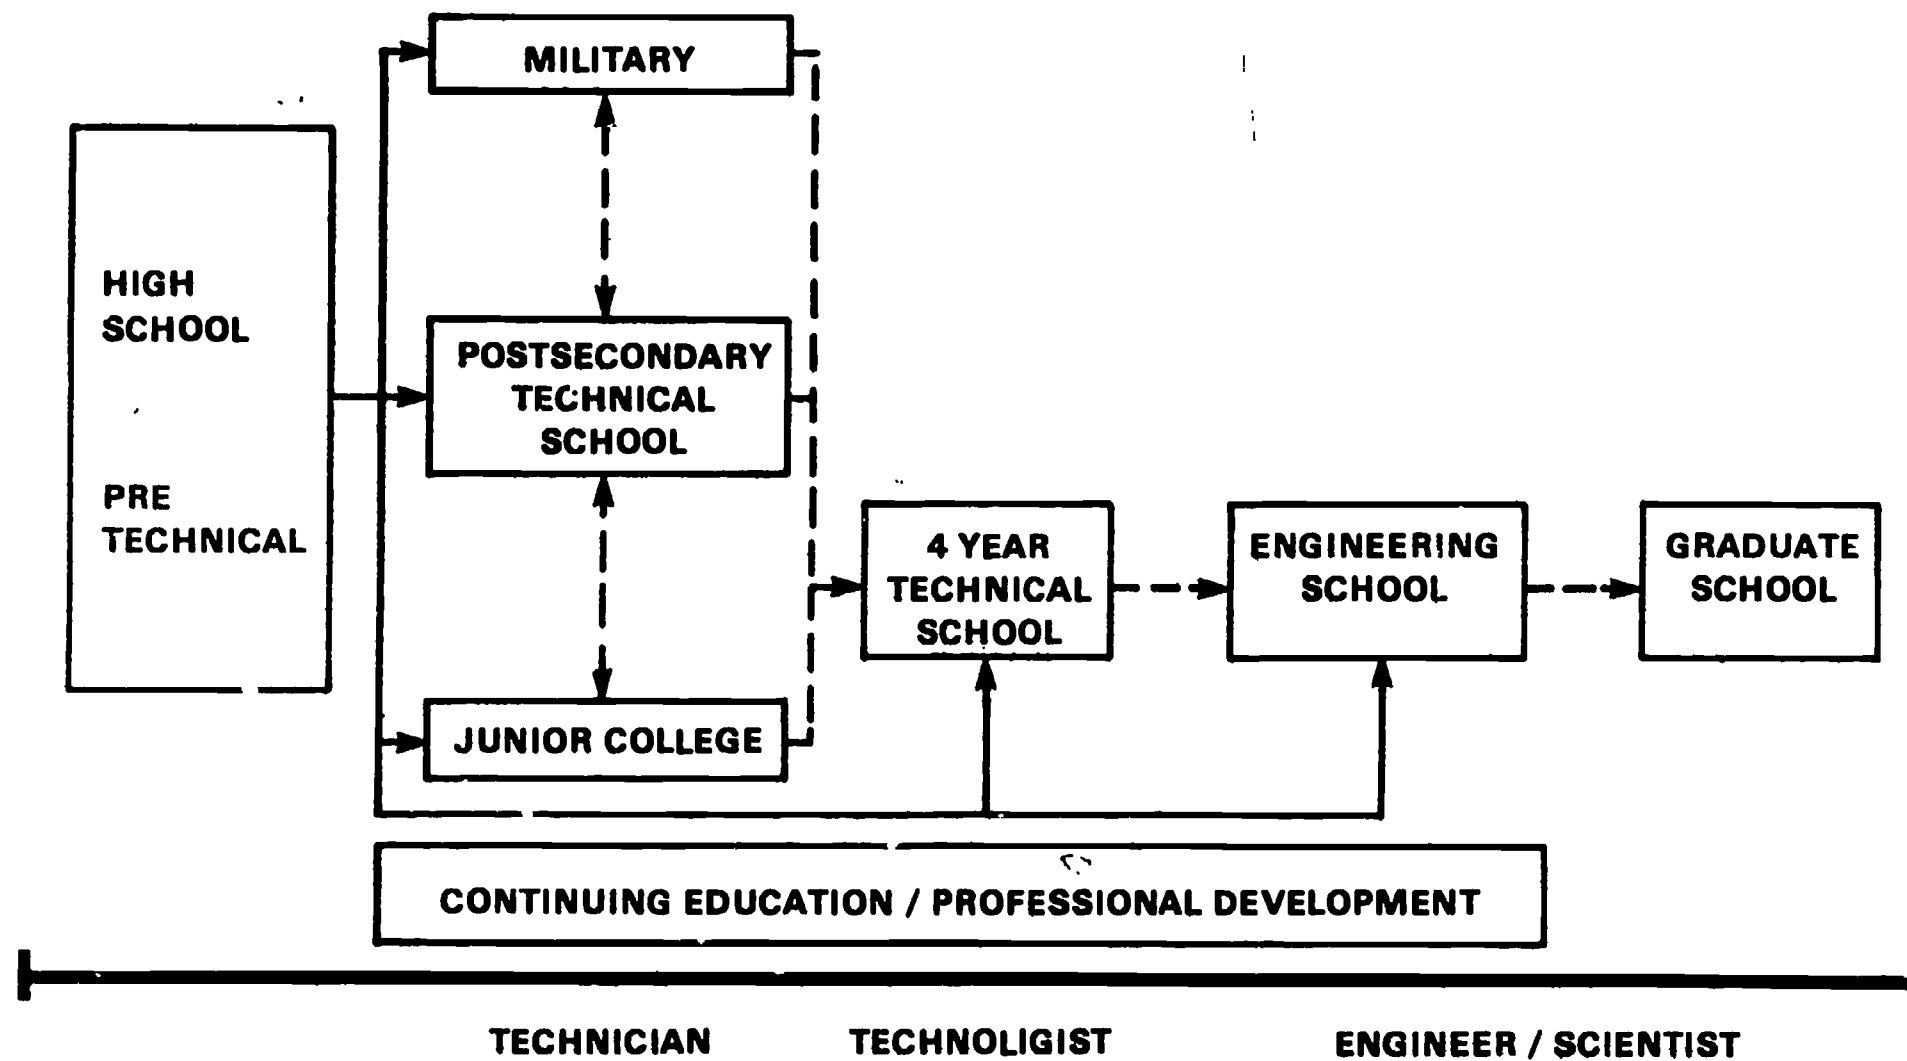 MILITARY
HIGH
SCHOOL
PRE
TECHNICAL
POSTSECONDARY
TECHNICAL
SCHOOL
JUNIOR COLLEGE
4 YEAR
TECHNICAL
SCHOOL
ENGINEERING
SCHOOL
GRADUATE
SCHOOL
CONTINUING EDUCATION / PROFESSIONAL DEVELOPMENT
TECHNICIAN
TECHNOLIGIST
ENGINEER / SCIENTIST